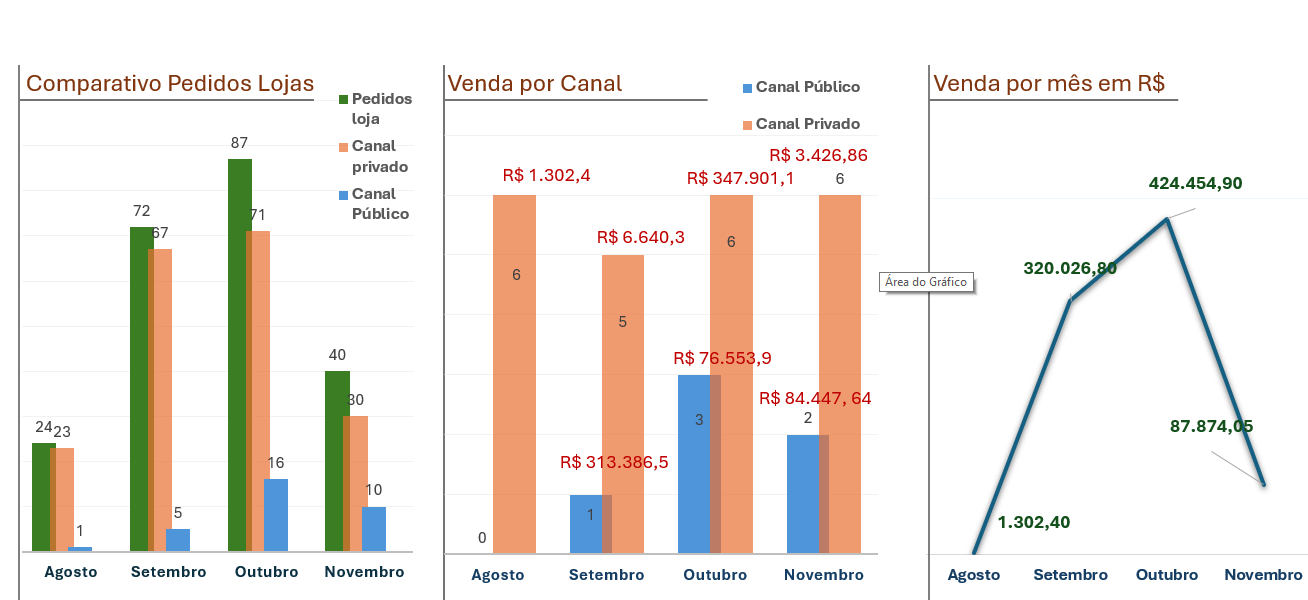 Comparativo Pedidos Lojas
Pedidos
loja
Canal
privado
Canal
Público
24
23
1
72
67
5
87
71
16
40
30
10
Agosto
Setembro
Outubro
Novembro
Venda por Canal
Canal Público
Canal Privado
R$ 1.302,4
R$ 6.640,3
R$ 347.901,1
R$ 3.426,86
R$ 313.386,5
R$ 76.553,9
R$ 84.447, 64
0
6
1
5
3
6
2
6
Agosto
Setembro
Outubro
Novembro
Área do Gráfico
Venda por mês em R$
1.302,40
320.026,80
424.454,90
87.874,05
Agosto
Setembro
Outubro
Novembro